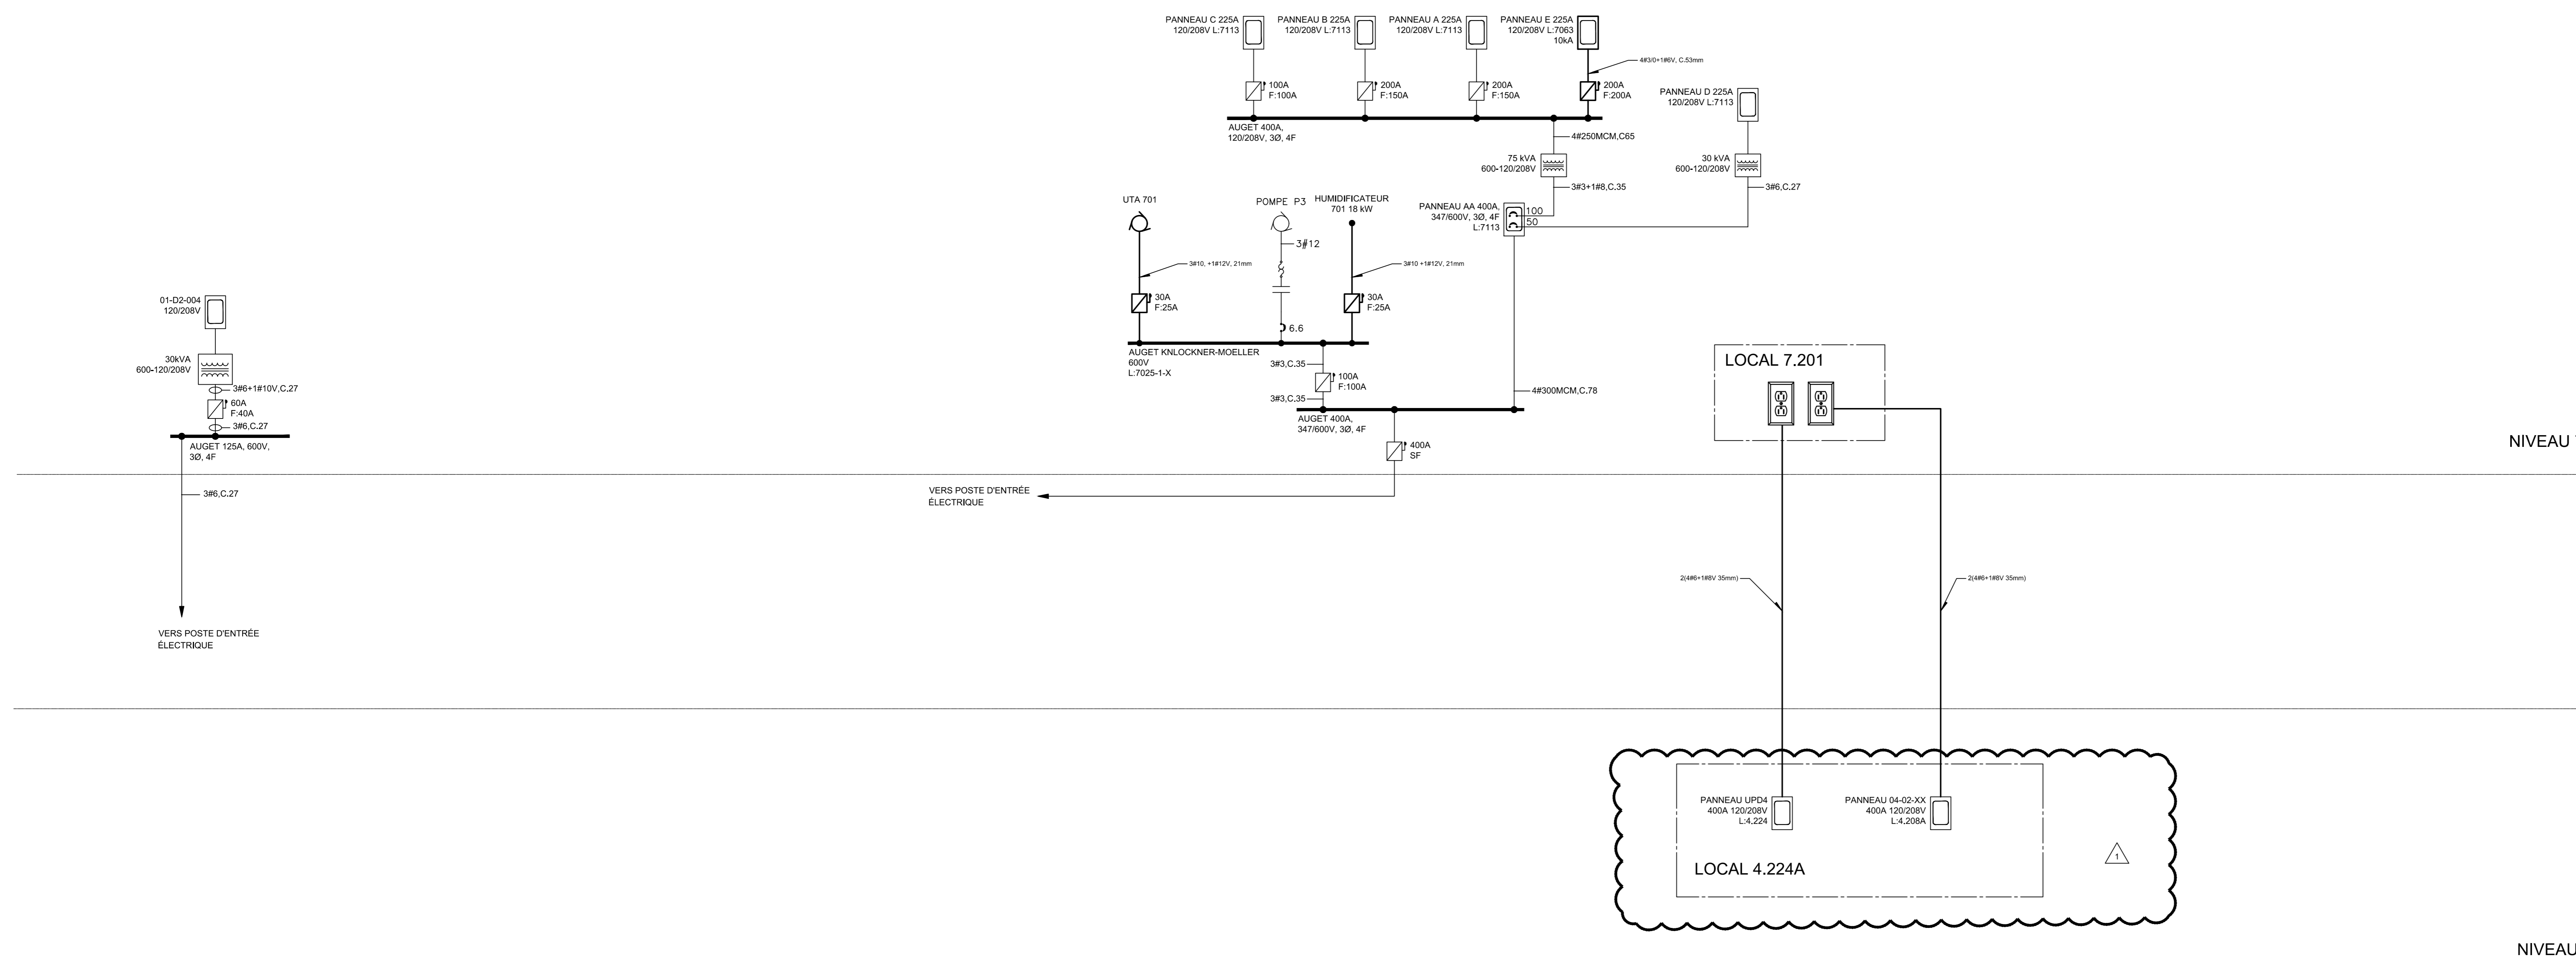 PANNEAU C 225A
120/208V L:7113
PANNEAU B 225A
120/208V L:7113
PANNEAU A 225A
120/208V L:7113
PANNEAU E 225A
120/208V L:7063
10kA
4#3/0+1#6V, C.53mm
100A
F:100A
200A
F:150A
200A
F:150A
200A
F:200A
PANNEAU D 225A
120/208V L:7113
AUGET 400A,
120/208V, 3Ø, 4F
4#250MCM,C65
75 kVA
600-120/208V
30 kVA
600-120/208V
3#3+1#8,C.35
3#6,C.27
UTA 701
POMPE P3
HUMIDIFICATEUR
701 18 kW
PANNEAU AA 400A,
347/600V, 3Ø, 4F
L:7113
100
50
3#12
3#10, +1#12V, 21mm
3#10 +1#12V, 21mm
30A
F:25A
30A
F:25A
6.6
01-D2-004
120/208V
30kVA
600-120/208V
3#6+1#10V,C.27
60A
F:40A
3#6,C.27
AUGET 125A, 600V,
3Ø, 4F
AUGET KNLOCKNER-MOELLER
600V
L:7025-1-X
3#3,C.35
100A
F:100A
3#3,C.35
4#300MCM,C.78
AUGET 400A,
347/600V, 3Ø, 4F
400A
SF
LOCAL 7.201
NIVEAU
3#6,C.27
VERS POSTE D'ENTRÉE
ÉLECTRIQUE
VERS POSTE D'ENTRÉE
ÉLECTRIQUE
2(4#6+1#8V 35mm)
2(4#6+1#8V 35mm)
PANNEAU UPD4
400A 120/208V
L:4.224
PANNEAU 04-02-XX
400A 120/208V
L:4.208A
LOCAL 4.224A
1
NIVEAU